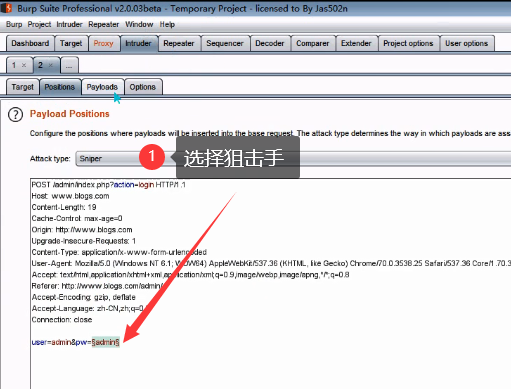 Burp Suite Professional v2.0.03beta - Temporary Project - licensed to By Jas502n
Burp Project Intruder Repeater Window Help
Dashboard Target Proxy Intruder Repeater Sequencer Decoder Comparer Extender Project options User options
1 × 2 × ...
Target Positions Payloads Options
? Payload Positions
Configure the positions where payloads will be inserted into the base request. The attack type determines the way in which payloads are ass
Attack type: Sniper
1 选择狙击手
POST /admin/index.php?action=login HTTP/1.1
Host: www.blogs.com
Content-Length: 19
Cache-Control: max-age=0
Origin: http://www.blogs.com
Upgrade-Insecure-Requests: 1
Content-Type: application/x-www-form-urlencoded
User-Agent: Mozilla/5.0 (Windows NT 6.1; WOW64) AppleWebKit/537.36 (KHTML, like Gecko) Chrome/70.0.3538.25 Safari/537.36 Core/1.70.3
Accept: text/html,application/xhtml+xml,application/xml;q=0.9,image/webp,image/apng,*/*;q=0.8
Referer: http://www.blogs.com/admin/
Accept-Encoding: gzip, deflate
Accept-Language: zh-CN,zh;q=0.
Connection: close
user=admin&pw=§admin§